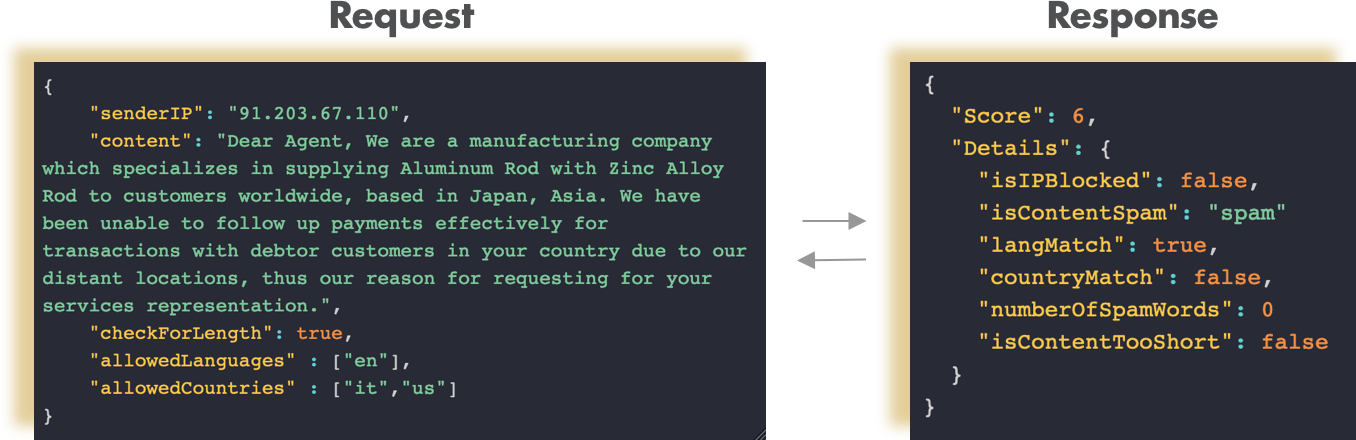 Request
{
"senderIP": "91.203.67.110",
"content": "Dear Agent, We are a manufacturing company
which specializes in supplying Aluminum Rod with Zinc Alloy
Rod to customers worldwide, based in Japan, Asia. We have
been unable to follow up payments effectively for
transactions with debtor customers in your country due to our
distant locations, thus our reason for requesting for your
services representation.",
"checkForLength": true,
"allowedLanguages" : ["en"],
"allowedCountries" : ["it","us"]
}
Response
{
"Score": 6,
"Details": {
"isIPBlocked": false,
"isContentSpam": "spam"
"langMatch": true,
"countryMatch": false,
"numberOfSpamWords": 0
"isContentTooShort": false
}
}